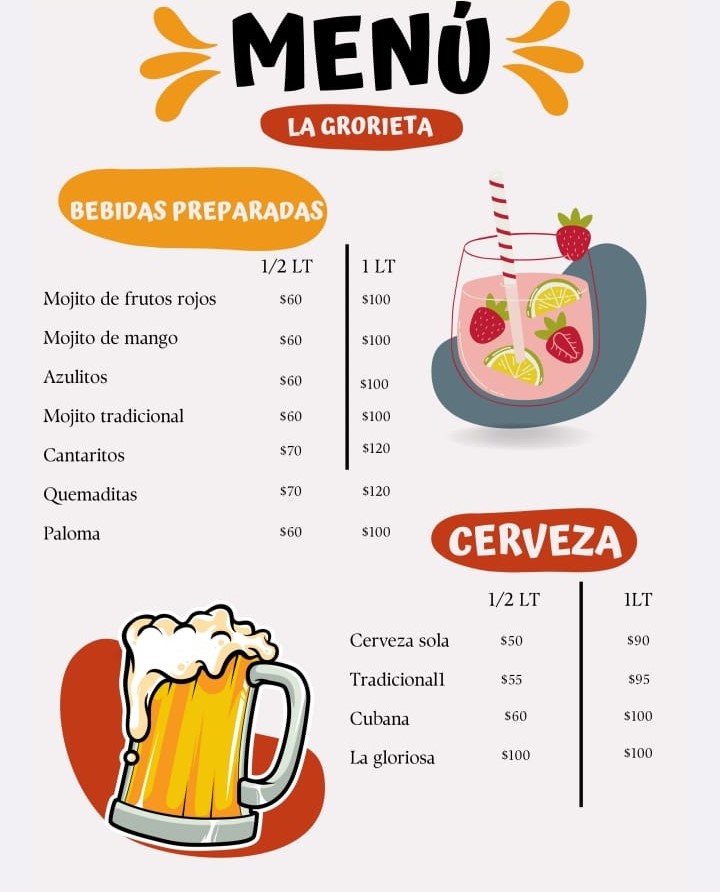 MENÚ
LA GRORIETA
BEBIDAS PREPARADAS
1/2 LT 1 LT
Mojito de frutos rojos $60 $100
Mojito de mango $60 $100
Azulitos $60 $100
Mojito tradicional $60 $100
Cantaritos $70 $120
Quemaditas $70 $120
Paloma $60 $100
CERVEZA
1/2 LT 1LT
Cerveza sola $50 $90
Tradicional1 $55 $95
Cubana $60 $100
La gloriosa $100 $100